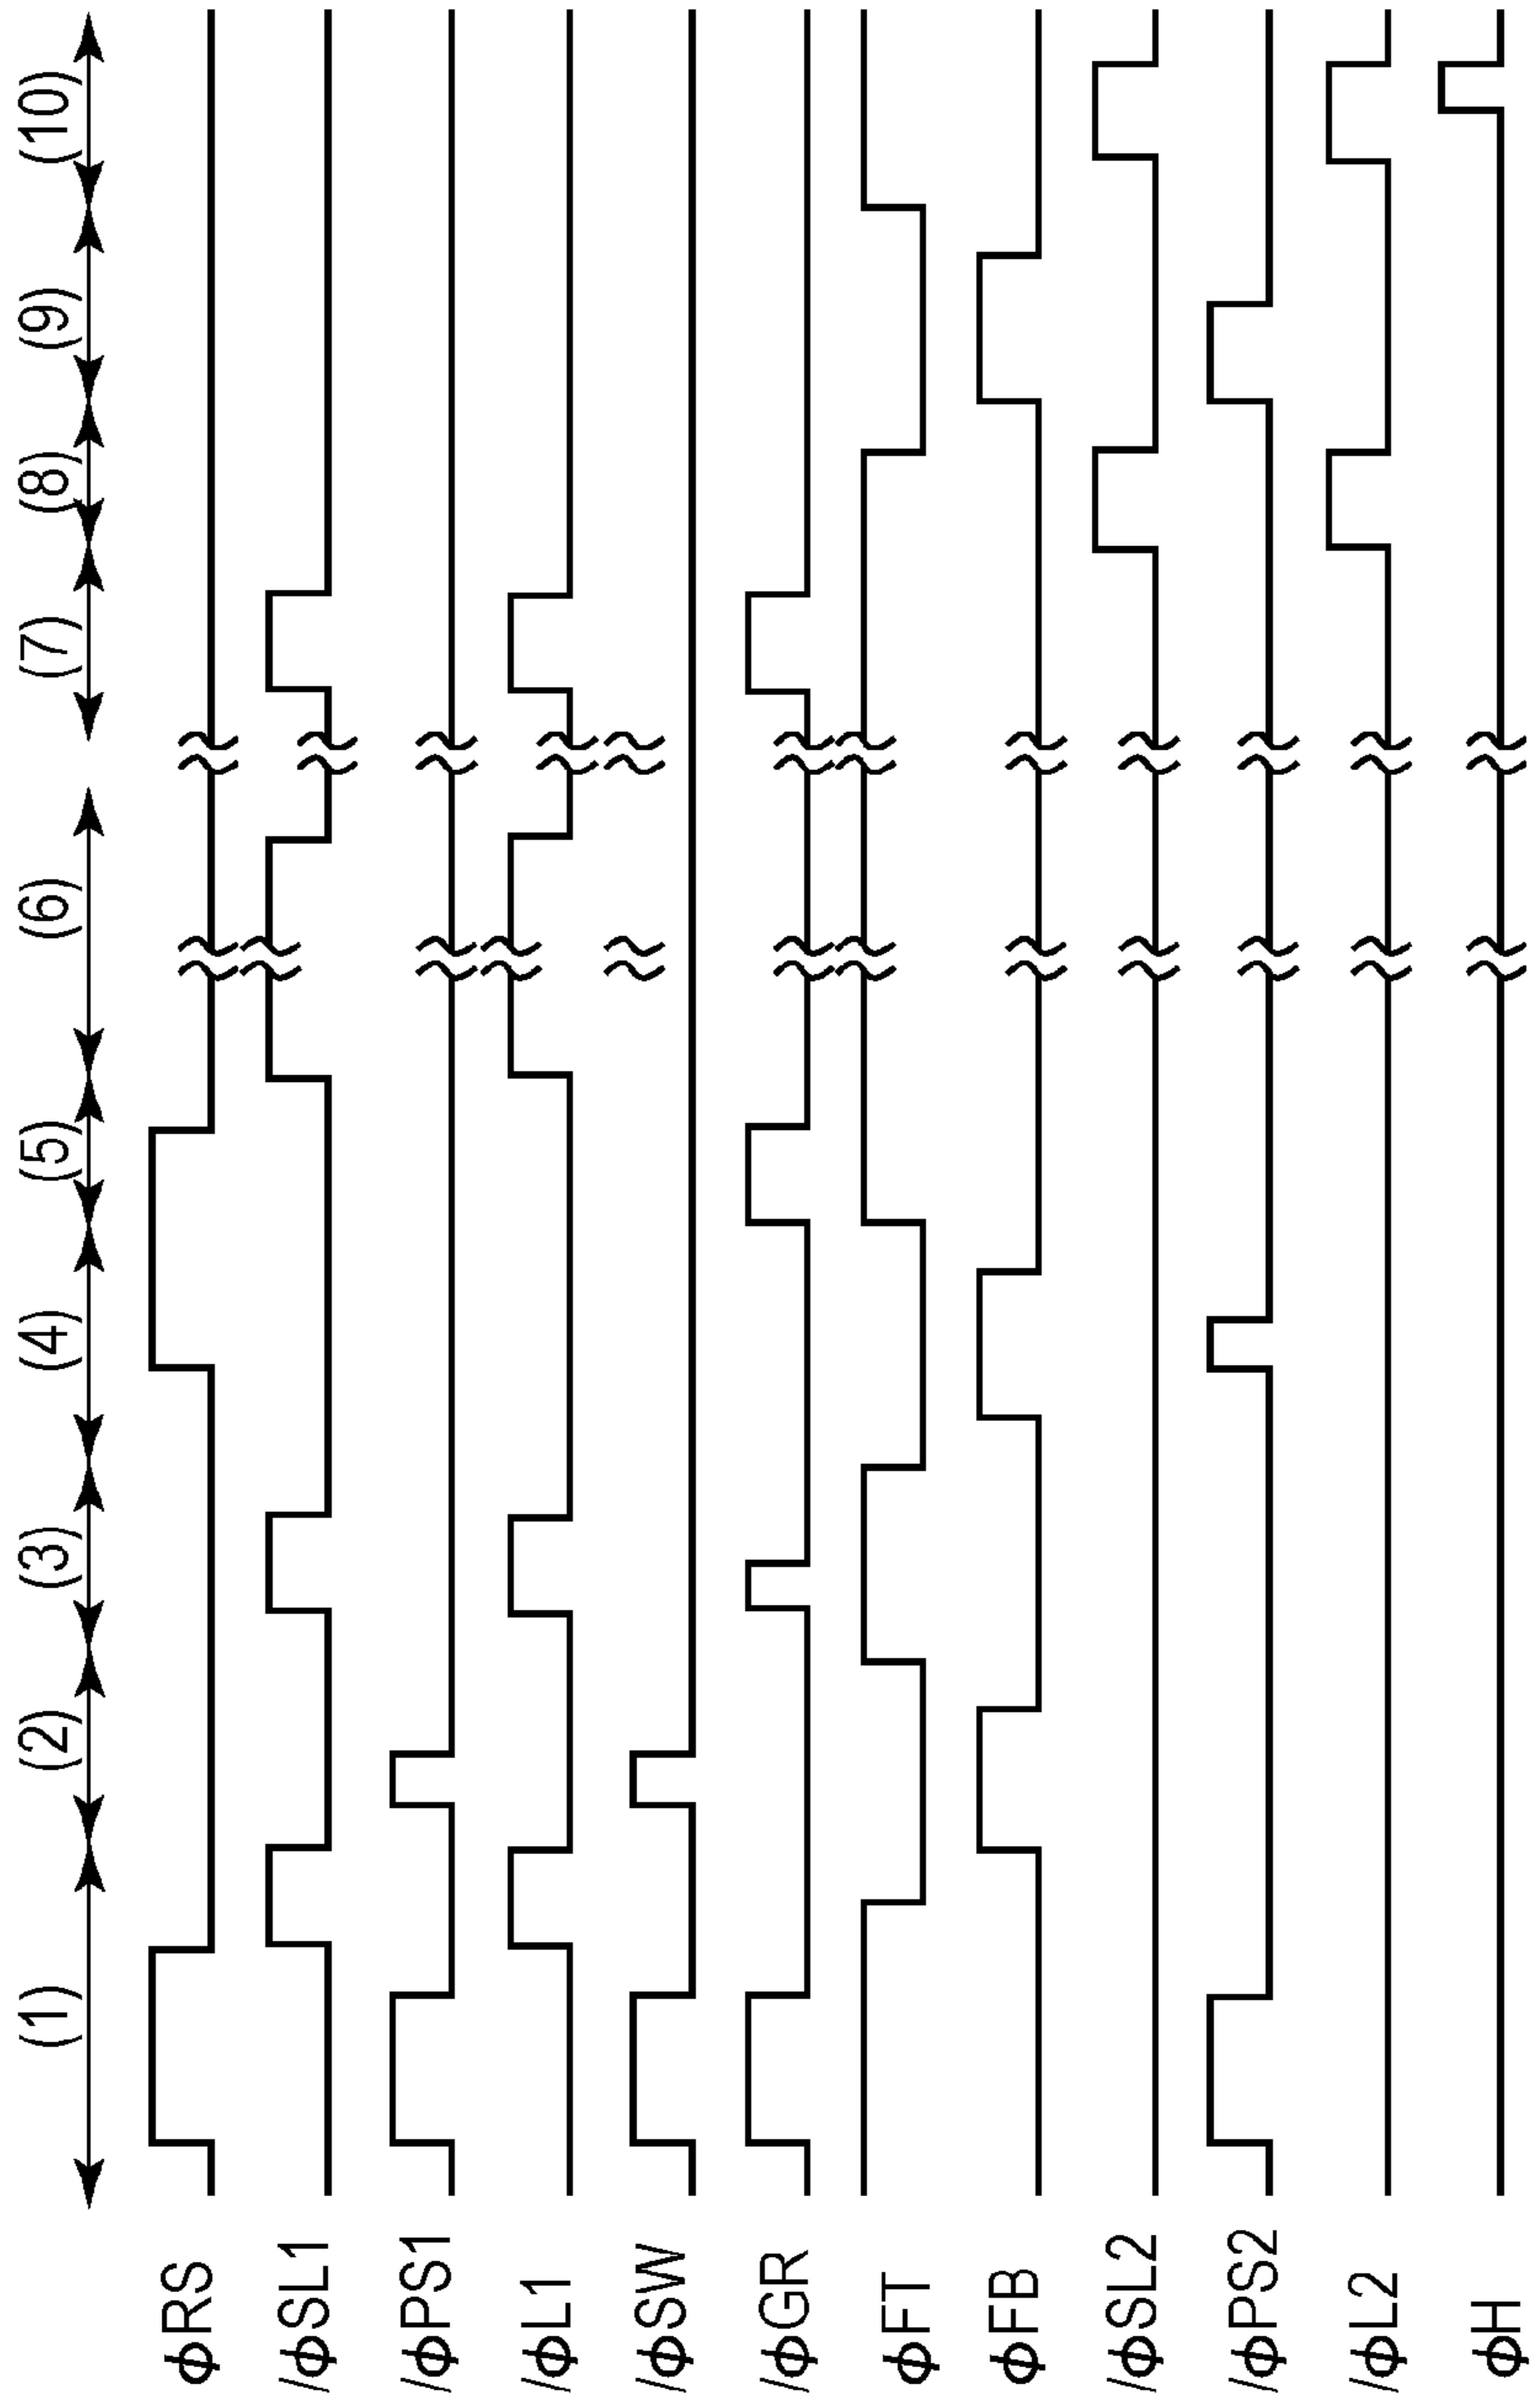 (1) (2) (3) (4) (5) (6) (7) (8) (9) (10)
ϕRS
/ϕSL1
/ϕPS1
/ϕL1
/ϕSW
/ϕGR
ϕFT
ϕFB
/ϕSL2
/ϕPS2
/ϕL2
ϕH